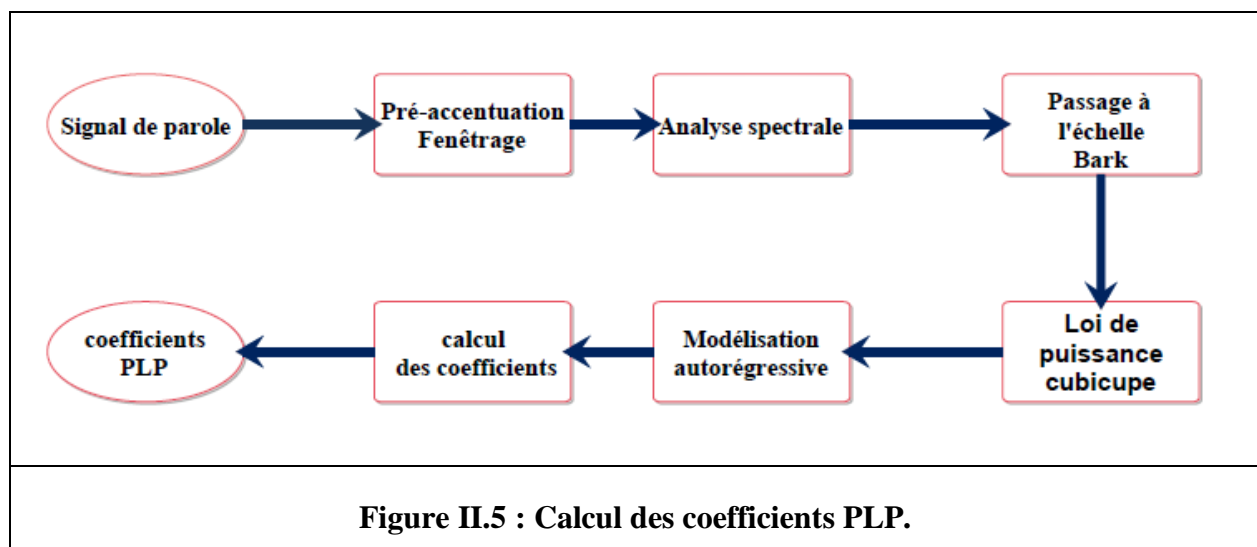 Signal de parole
Pré-accentuation
Fenêtrage
Analyse spectrale
Passage à
l'échelle
Bark
Loi de
puissance
cubicupe
Modélisation
autorégressive
calcul
des coefficients
coefficients
PLP
Figure II.5 : Calcul des coefficients PLP.